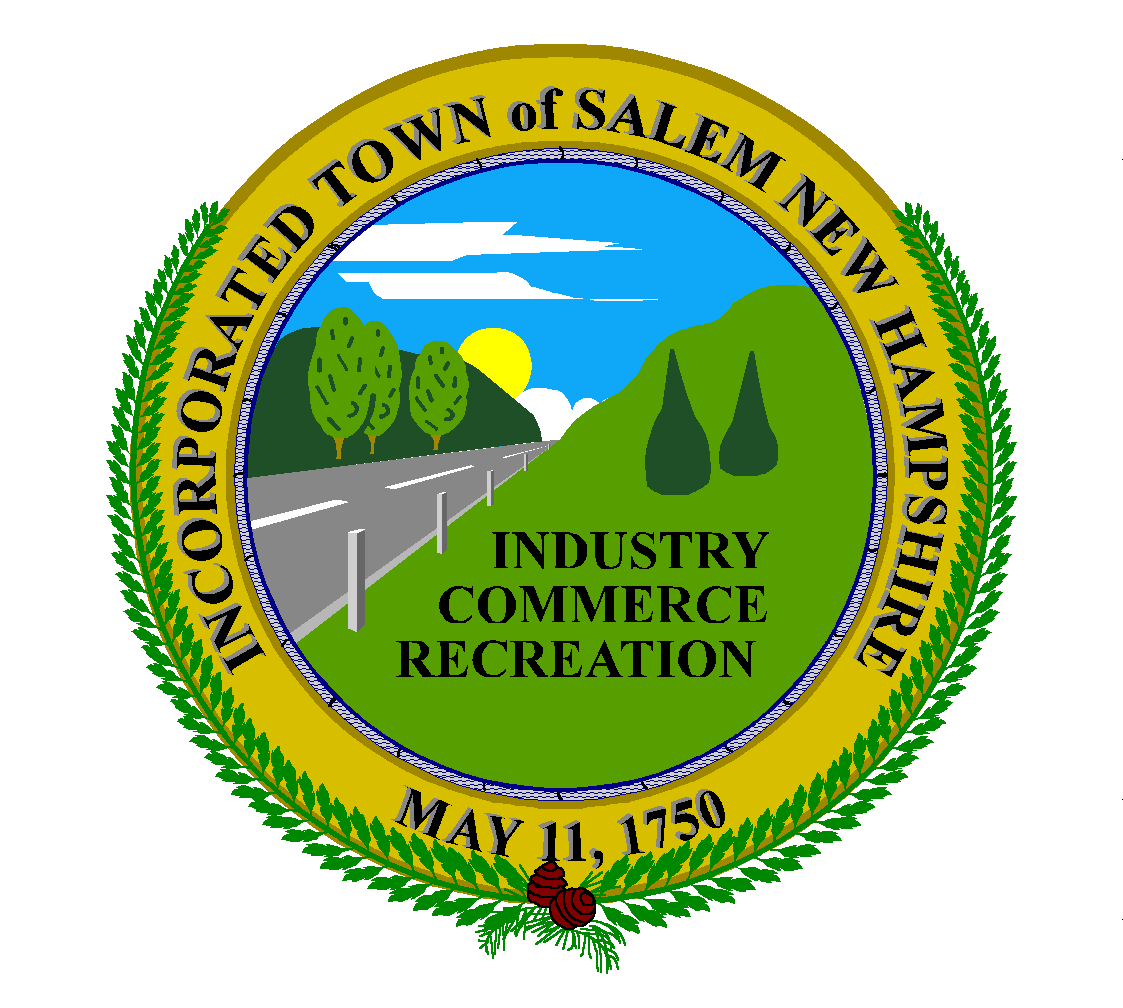 INCORPORATED TOWN of SALEM NEW HAMPSHIRE
INDUSTRY
COMMERCE
RECREATION
MAY 11, 1750